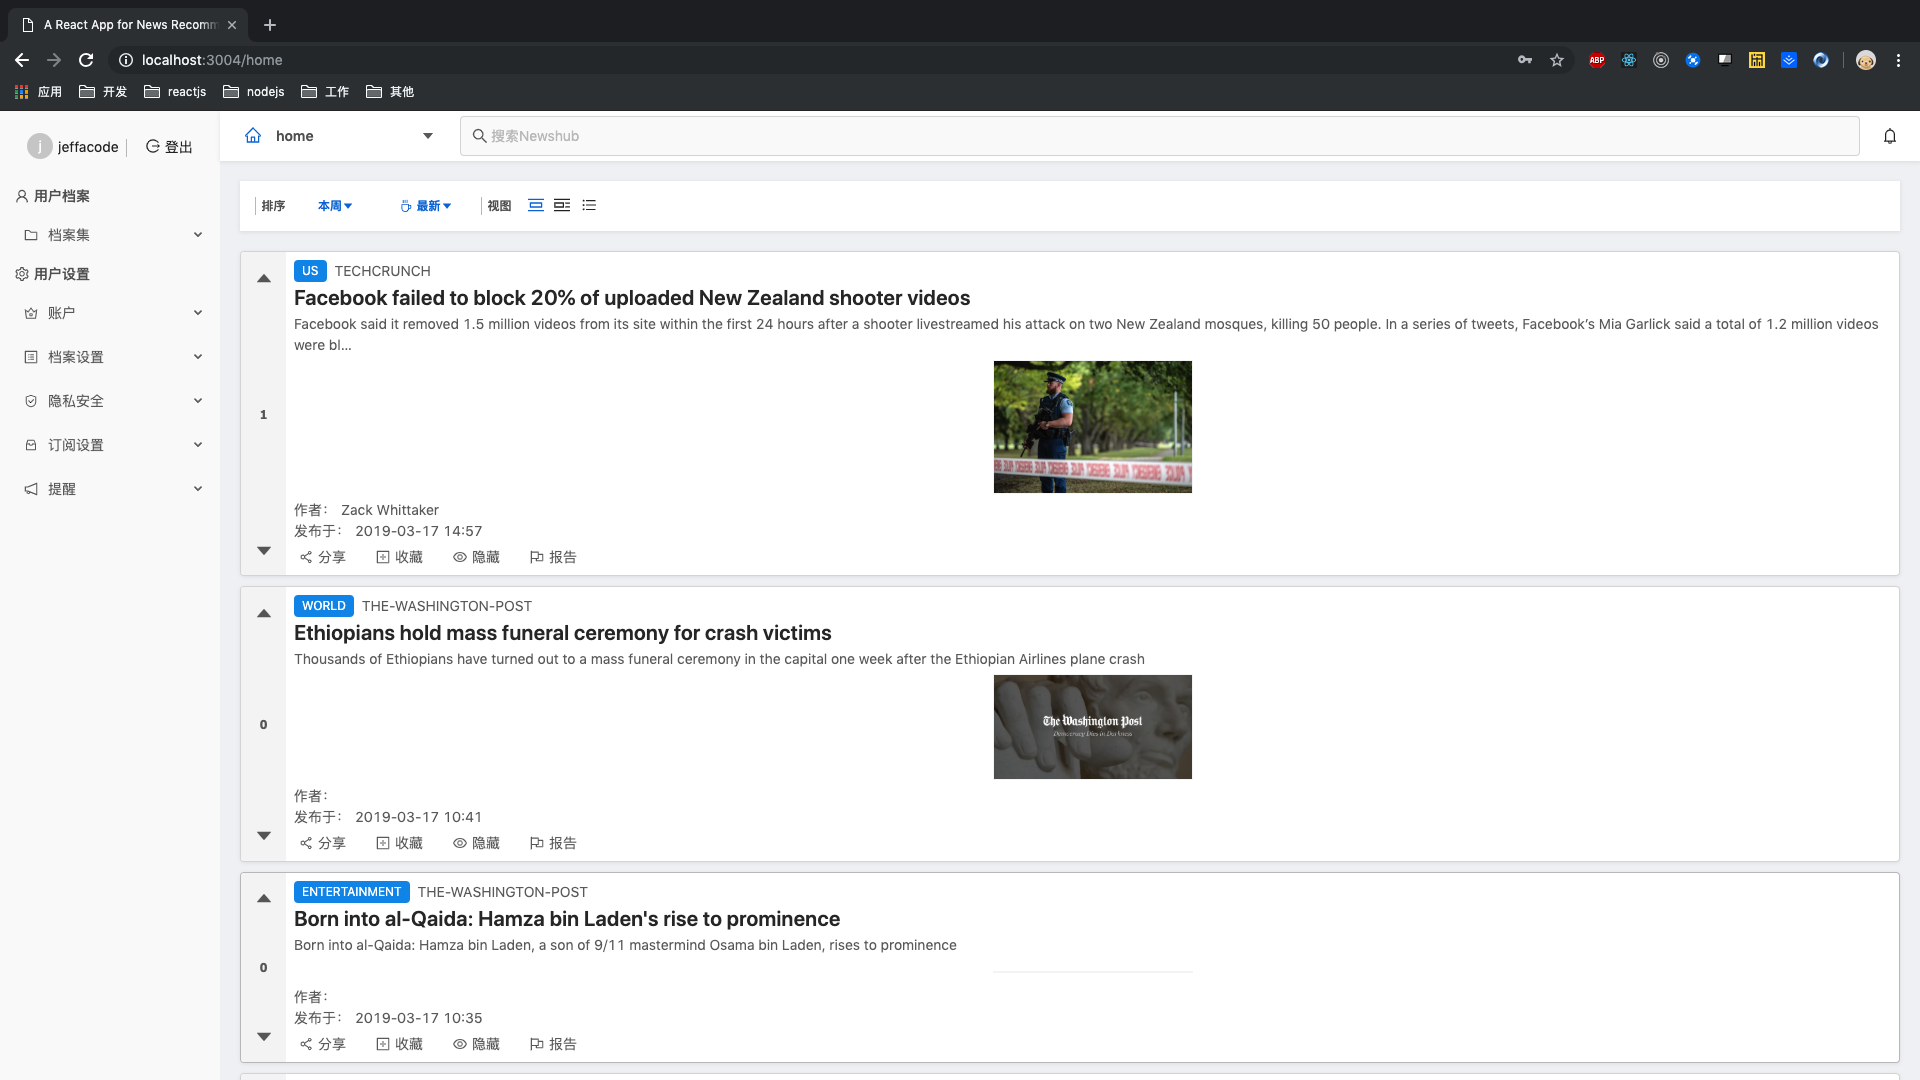 A React App for News Recomm
localhost:3004/home
ABP
应用 开发 reactjs nodejs 工作 其他
j jeffacode 登出
home
搜索Newshub
用户档案
档案集
用户设置
账户
档案设置
隐私安全
订阅设置
提醒
排序 本周 最新 视图
US TECHCRUNCH
Facebook failed to block 20% of uploaded New Zealand shooter videos
Facebook said it removed 1.5 million videos from its site within the first 24 hours after a shooter livestreamed his attack on two New Zealand mosques, killing 50 people. In a series of tweets, Facebook’s Mia Garlick said a total of 1.2 million videos
were bl…
1
作者： Zack Whittaker
发布于： 2019-03-17 14:57
分享 收藏 隐藏 报告
WORLD THE-WASHINGTON-POST
Ethiopians hold mass funeral ceremony for crash victims
Thousands of Ethiopians have turned out to a mass funeral ceremony in the capital one week after the Ethiopian Airlines plane crash
0
The Washington Post
Democracy Dies in Darkness
作者：
发布于： 2019-03-17 10:41
分享 收藏 隐藏 报告
ENTERTAINMENT THE-WASHINGTON-POST
Born into al-Qaida: Hamza bin Laden's rise to prominence
Born into al-Qaida: Hamza bin Laden, a son of 9/11 mastermind Osama bin Laden, rises to prominence
0
作者：
发布于： 2019-03-17 10:35
分享 收藏 隐藏 报告